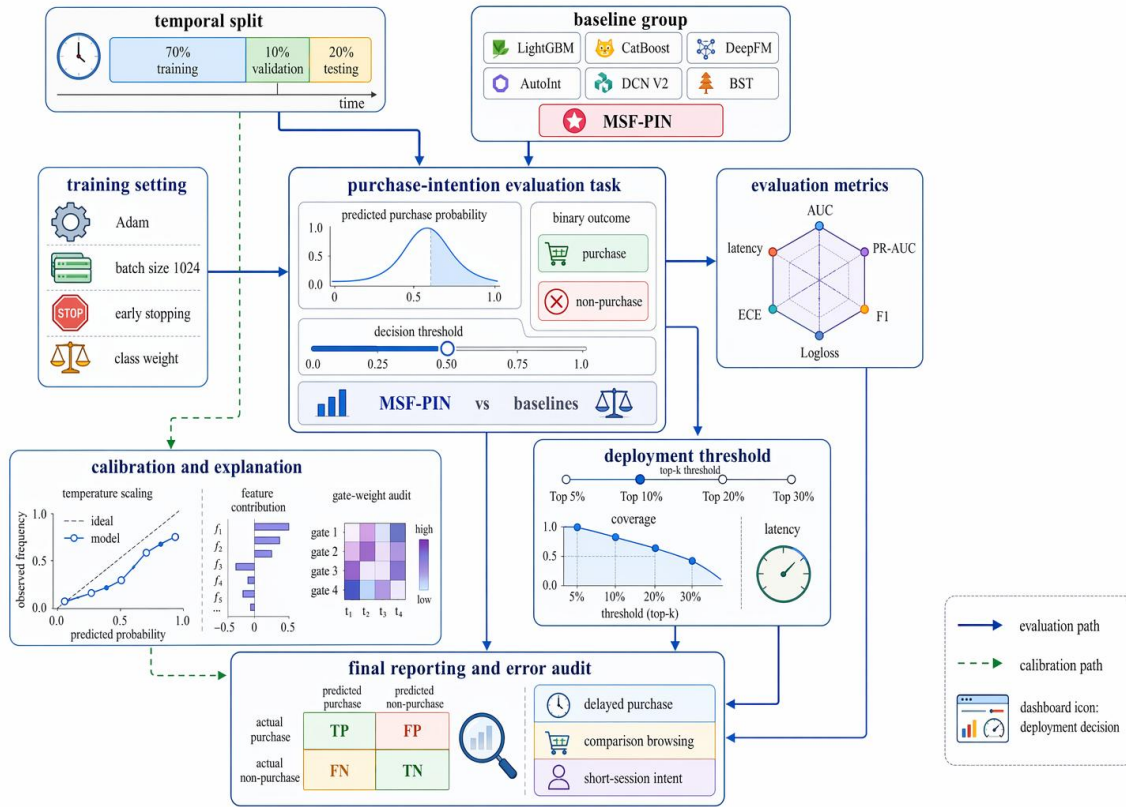 temporal split
70%
training
10%
validation
20%
testing
time
baseline group
LightGBM
CatBoost
DeepFM
AutoInt
DCN V2
BST
MSF-PIN
training setting
Adam
batch size 1024
STOP
early stopping
class weight
purchase-intention evaluation task
predicted purchase probability
1.0
0.5
0.0
0
0.5
1.0
binary outcome
purchase
non-purchase
decision threshold
0.0
0.25
0.50
0.75
1.0
MSF-PIN vs baselines
evaluation metrics
AUC
PR-AUC
F1
Logloss
ECE
latency
calibration and explanation
temperature scaling
observed frequency
1.0
0.5
0.0
ideal
model
0.0
0.5
1.0
predicted probability
feature
contribution
f1
f2
f3
f4
f5
...
−0.5
0
0.5
gate-weight audit
gate 1
gate 2
gate 3
gate 4
t1
t2
t3
t4
high
low
deployment threshold
top-k threshold
Top 5%
Top 10%
Top 20%
Top 30%
coverage
1.0
0.5
0.0
5%
10%
20%
30%
threshold (top-k)
latency
final reporting and error audit
predicted
purchase
predicted
non-purchase
actual
purchase
TP
FP
actual
non-purchase
FN
TN
delayed purchase
comparison browsing
short-session intent
evaluation path
calibration path
dashboard icon:
deployment decision